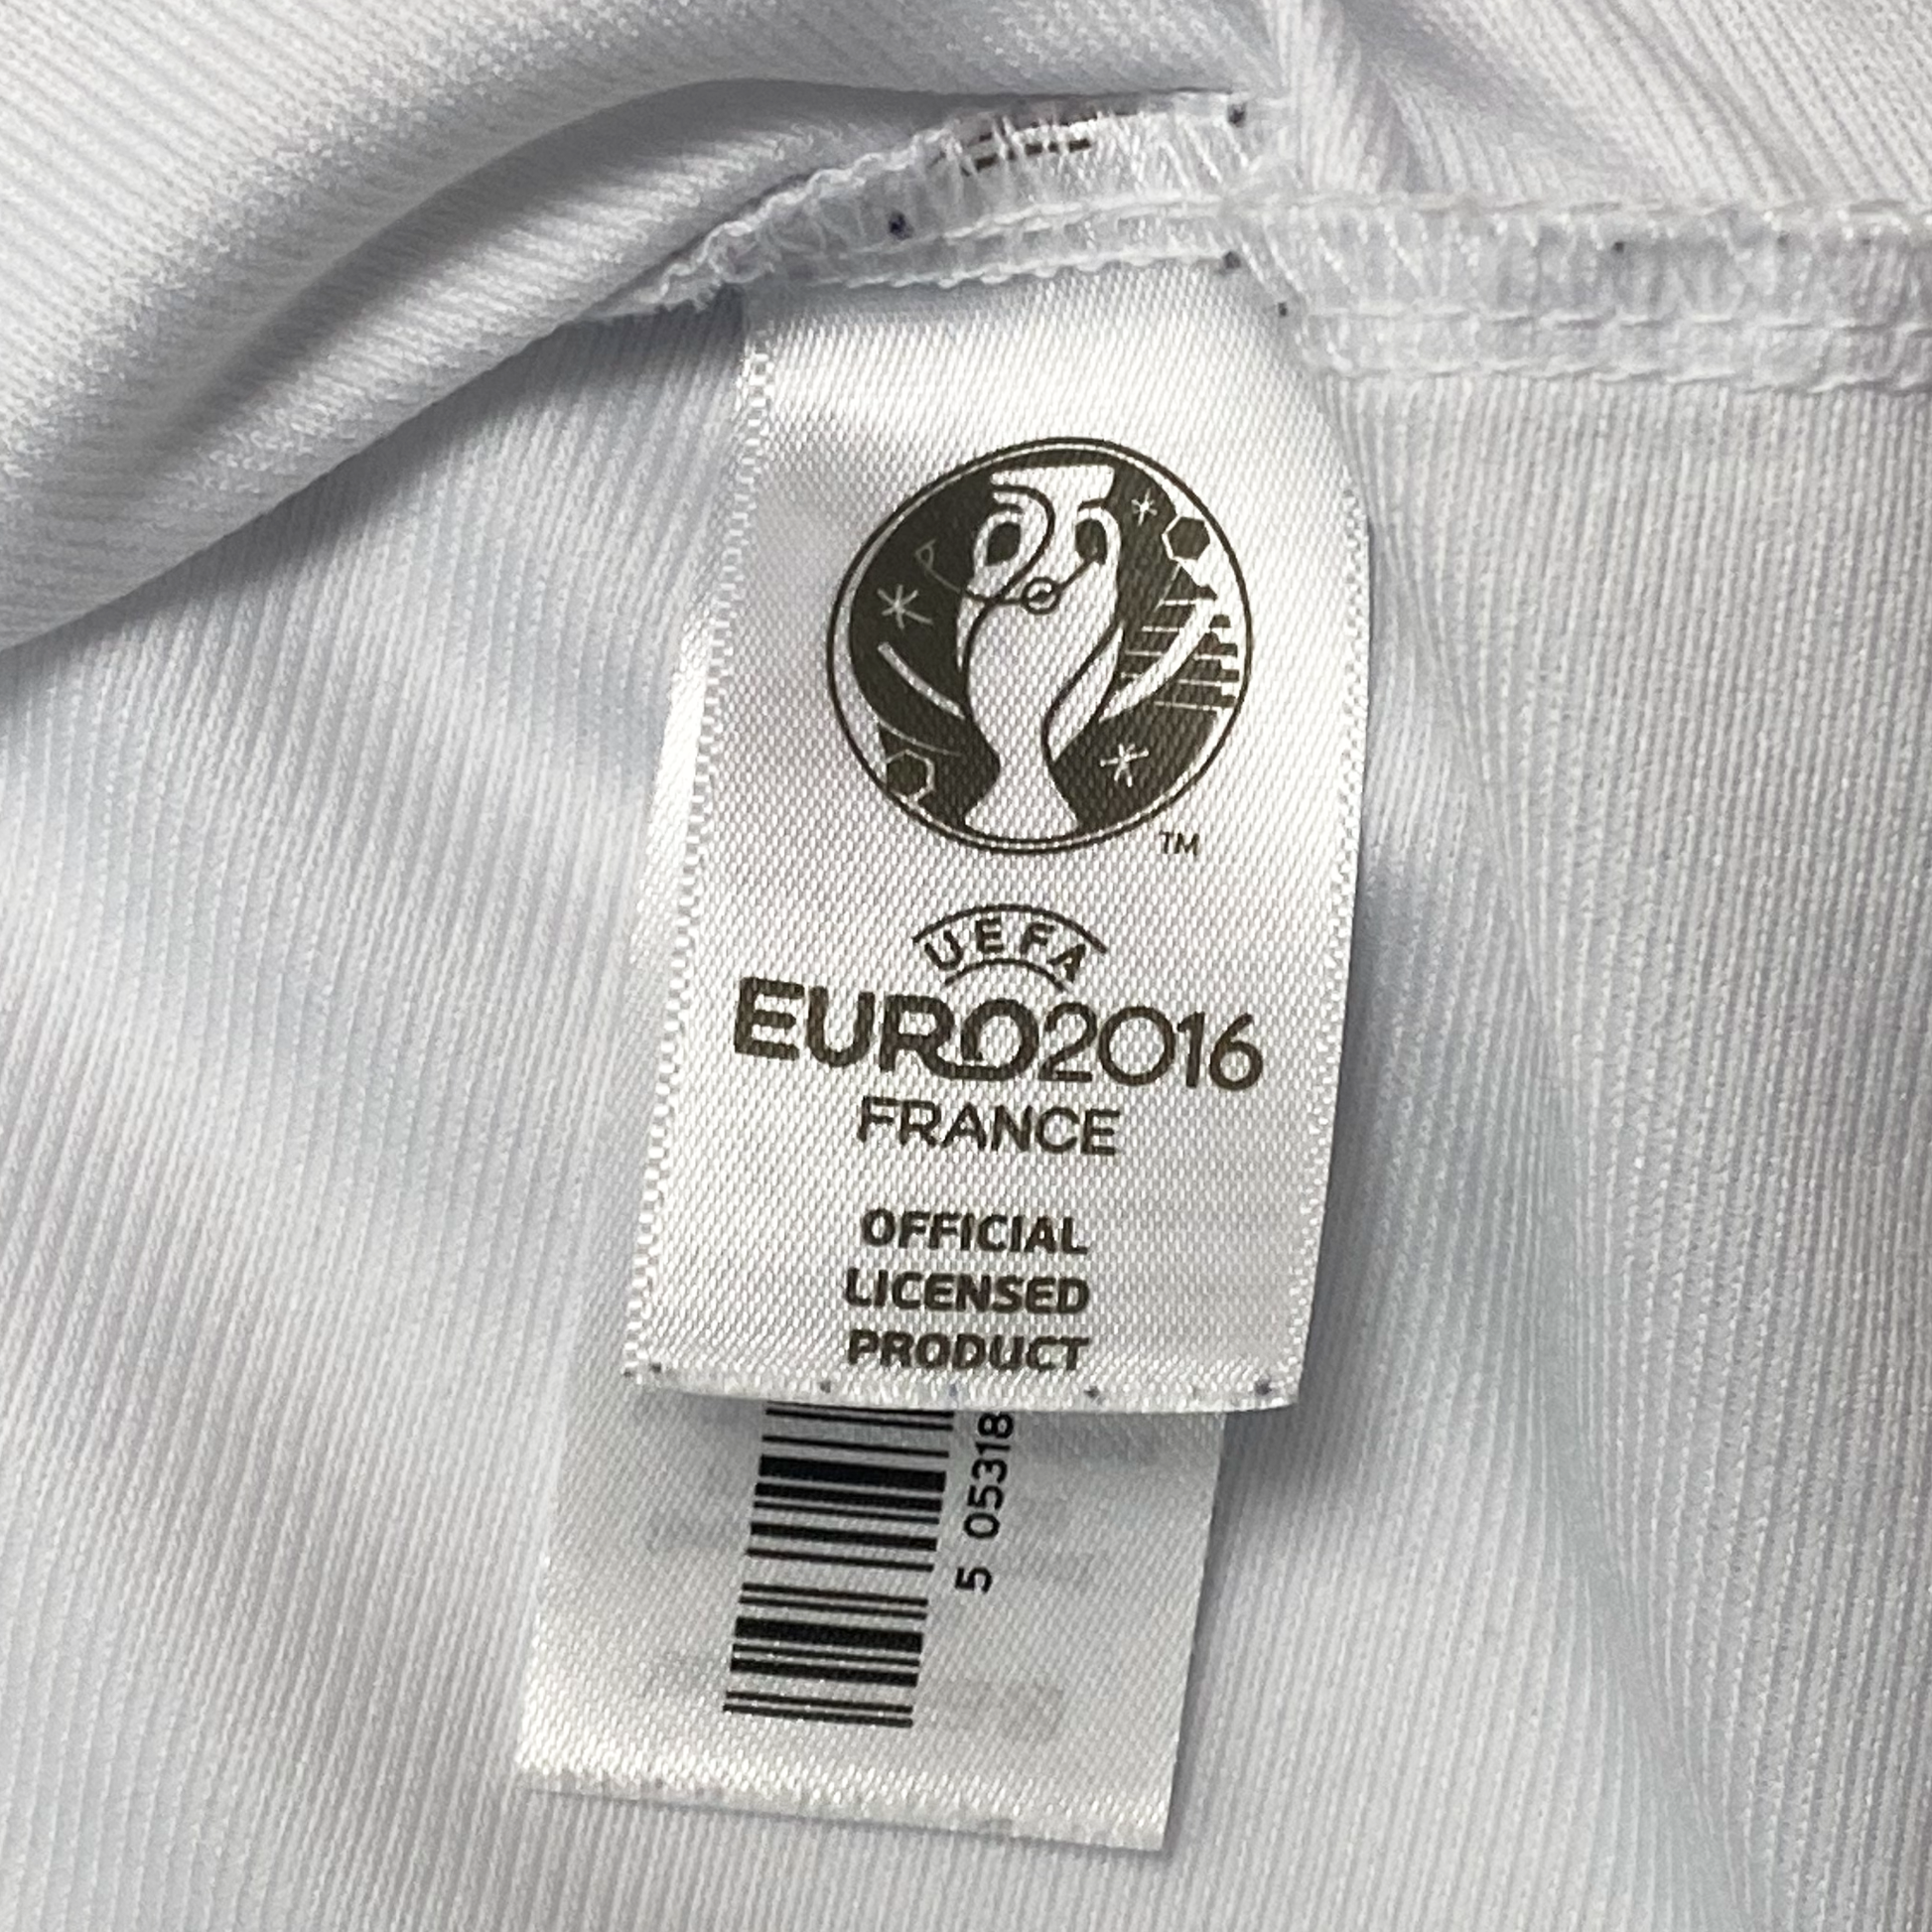 TM
UEFA
EURO2016
FRANCE
OFFICIAL
LICENSED
PRODUCT
5 05318